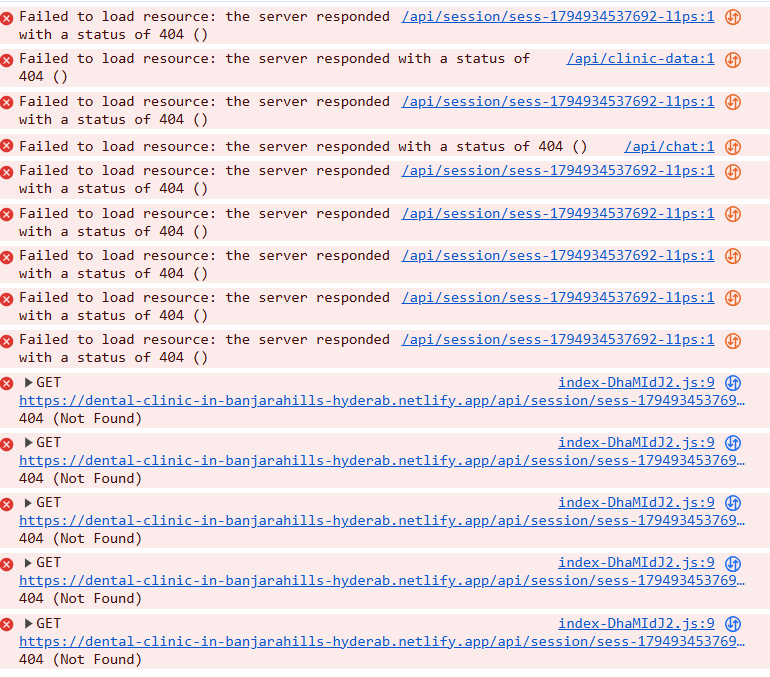 Failed to load resource: the server responded /api/session/sess-1794934537692-l1ps:1
with a status of 404 ()
Failed to load resource: the server responded with a status of /api/clinic-data:1
404 ()
Failed to load resource: the server responded /api/session/sess-1794934537692-l1ps:1
with a status of 404 ()
Failed to load resource: the server responded with a status of 404 () /api/chat:1
Failed to load resource: the server responded /api/session/sess-1794934537692-l1ps:1
with a status of 404 ()
Failed to load resource: the server responded /api/session/sess-1794934537692-l1ps:1
with a status of 404 ()
Failed to load resource: the server responded /api/session/sess-1794934537692-l1ps:1
with a status of 404 ()
Failed to load resource: the server responded /api/session/sess-1794934537692-l1ps:1
with a status of 404 ()
Failed to load resource: the server responded /api/session/sess-1794934537692-l1ps:1
with a status of 404 ()
GET index-DhaMIdJ2.js:9
https://dental-clinic-in-banjarahills-hyderab.netlify.app/api/session/sess-179493453769…
404 (Not Found)
GET index-DhaMIdJ2.js:9
https://dental-clinic-in-banjarahills-hyderab.netlify.app/api/session/sess-179493453769…
404 (Not Found)
GET index-DhaMIdJ2.js:9
https://dental-clinic-in-banjarahills-hyderab.netlify.app/api/session/sess-179493453769…
404 (Not Found)
GET index-DhaMIdJ2.js:9
https://dental-clinic-in-banjarahills-hyderab.netlify.app/api/session/sess-179493453769…
404 (Not Found)
GET index-DhaMIdJ2.js:9
https://dental-clinic-in-banjarahills-hyderab.netlify.app/api/session/sess-179493453769…
404 (Not Found)